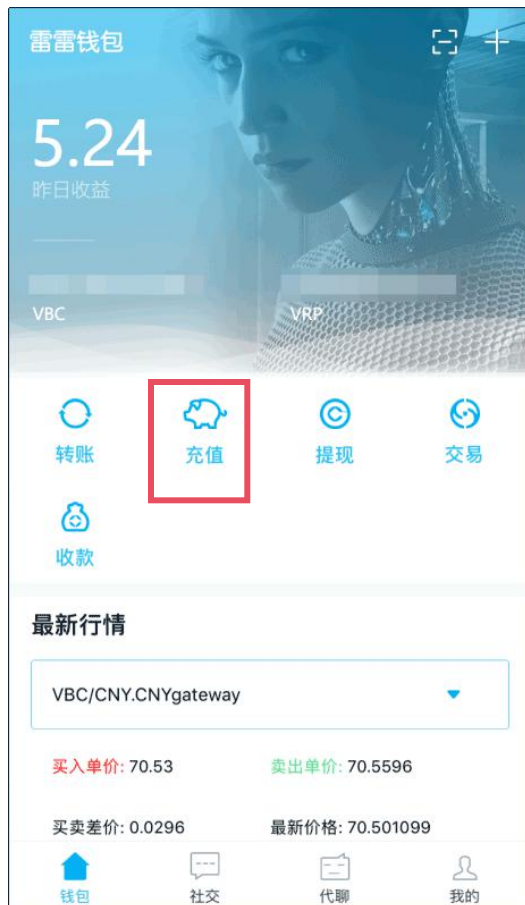 雷雷钱包
5.24
昨日收益
VBC VRP
转账 充值 提现 交易
收款
最新行情
VBC/CNY.CNYgateway
买入单价: 70.53 卖出单价: 70.5596
买卖差价: 0.0296 最新价格: 70.501099
钱包 社交 代聊 我的